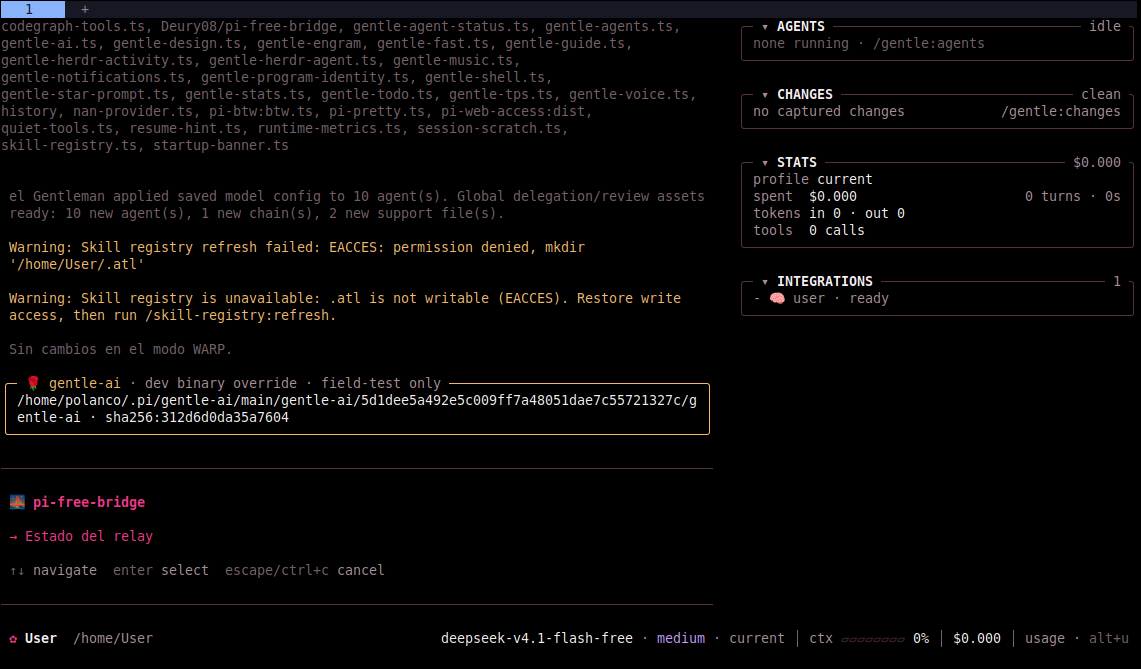 1 +
codegraph-tools.ts, Deury08/pi-free-bridge, gentle-agent-status.ts, gentle-agents.ts,
gentle-ai.ts, gentle-design.ts, gentle-engram, gentle-fast.ts, gentle-guide.ts,
gentle-herdr-activity.ts, gentle-herdr-agent.ts, gentle-music.ts,
gentle-notifications.ts, gentle-program-identity.ts, gentle-shell.ts,
gentle-star-prompt.ts, gentle-stats.ts, gentle-todo.ts, gentle-tps.ts, gentle-voice.ts,
history, nan-provider.ts, pi-btw:btw.ts, pi-pretty.ts, pi-web-access:dist,
quiet-tools.ts, resume-hint.ts, runtime-metrics.ts, session-scratch.ts,
skill-registry.ts, startup-banner.ts
el Gentleman applied saved model config to 10 agent(s). Global delegation/review assets
ready: 10 new agent(s), 1 new chain(s), 2 new support file(s).
Warning: Skill registry refresh failed: EACCES: permission denied, mkdir
'/home/User/.atl'
Warning: Skill registry is unavailable: .atl is not writable (EACCES). Restore write
access, then run /skill-registry:refresh.
Sin cambios en el modo WARP.
🌹 gentle-ai · dev binary override · field-test only
/home/polanco/.pi/gentle-ai/main/gentle-ai/5d1dee5a492e5c009ff7a48051dae7c55721327c/g
entle-ai · sha256:312d6d0da35a7604
🌉 pi-free-bridge
→ Estado del relay
↑↓ navigate enter select escape/ctrl+c cancel
▾ AGENTS idle
none running · /gentle:agents
▾ CHANGES clean
no captured changes /gentle:changes
▾ STATS $0.000
profile current
spent $0.000 0 turns · 0s
tokens in 0 · out 0
tools 0 calls
▾ INTEGRATIONS 1
- 🧠 user · ready
✿ User /home/User deepseek-v4.1-flash-free · medium · current │ ctx ▱▱▱▱▱▱▱▱ 0% │ $0.000 │ usage · alt+u